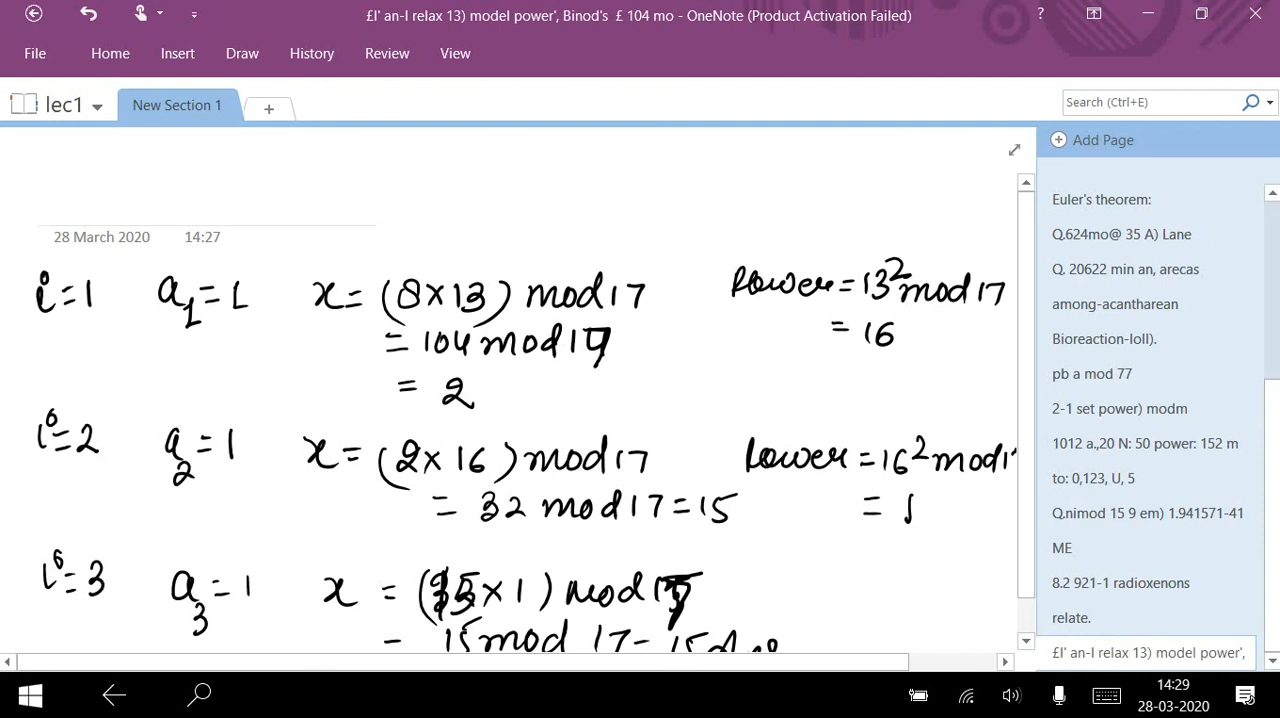 £I' an-I relax 13) model power', Binod's £ 104 mo - OneNote (Product Activation Failed)
File Home Insert Draw History Review View
lec1 New Section 1 +
Search (Ctrl+E)
Add Page
28 March 2020 14:27
i=1 a1=1 x=(8×13) mod 17 Power=13² mod 17
= 104 mod 17 = 16
= 2
i=2 a2=1 x=(2×16) mod 17 Power=16² mod 1
= 32 mod 17=15 = 1
i=3 a3=1 x = (15×1) mod 17
= 15 mod 17=15
Euler's theorem:
Q.624mo@ 35 A) Lane
Q. 20622 min an, arecas
among-acantharean
Bioreaction-loll).
pb a mod 77
2-1 set power) modm
1012 a.,20 N: 50 power: 152 m
to: 0,123, U, 5
Q.nimod 15 9 em) 1.941571-41
ME
8.2 921-1 radioxenons
relate.
£I' an-I relax 13) model power',
14:29
28-03-2020